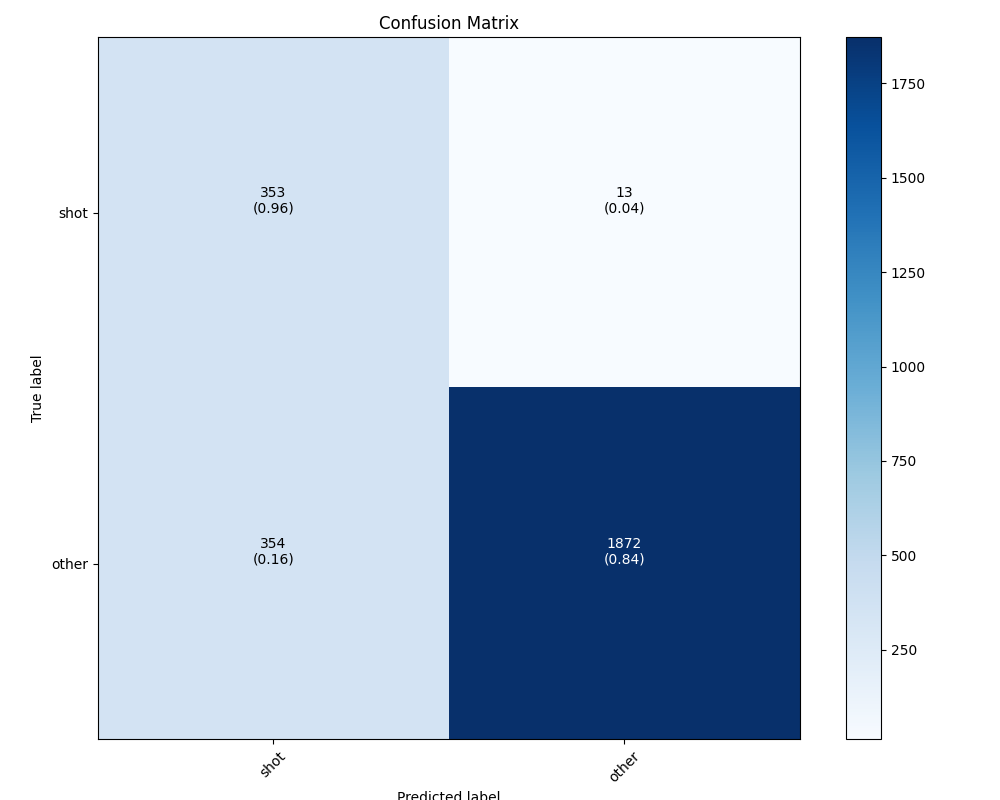 Confusion Matrix
True label
shot
other
353
(0.96)
13
(0.04)
354
(0.16)
1872
(0.84)
shot
other
Predicted label
1750
1500
1250
1000
750
500
250